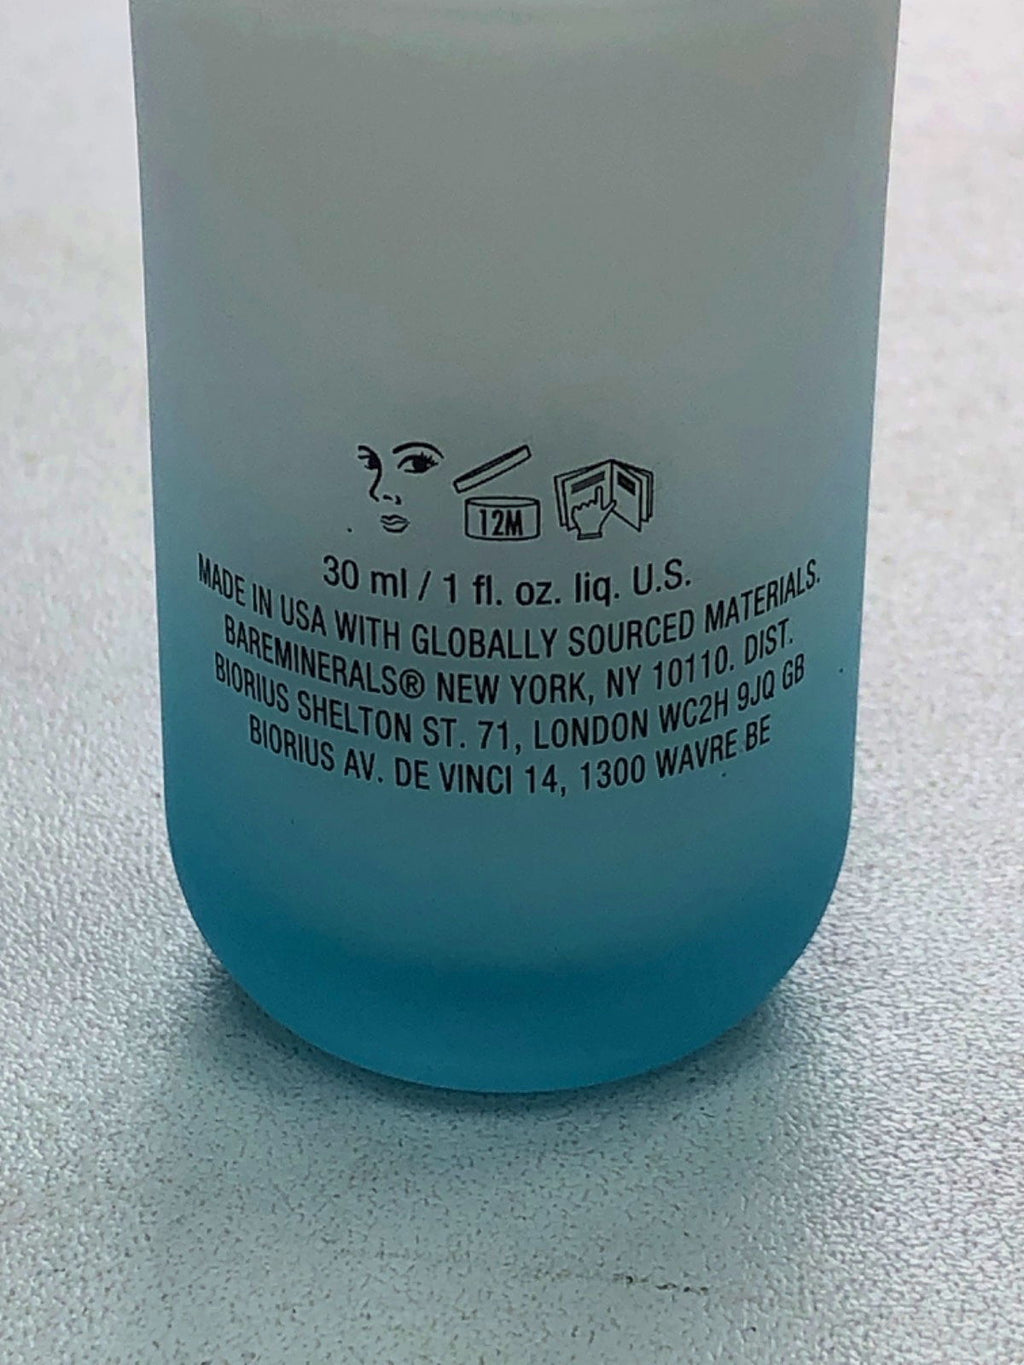 12M
30 ml / 1 fl. oz. liq. U.S.
MADE IN USA WITH GLOBALLY SOURCED MATERIALS.
BAREMINERALS® NEW YORK, NY 10110. DIST.
BIORIUS SHELTON ST. 71, LONDON WC2H 9JQ GB
BIORIUS AV. DE VINCI 14, 1300 WAVRE BE